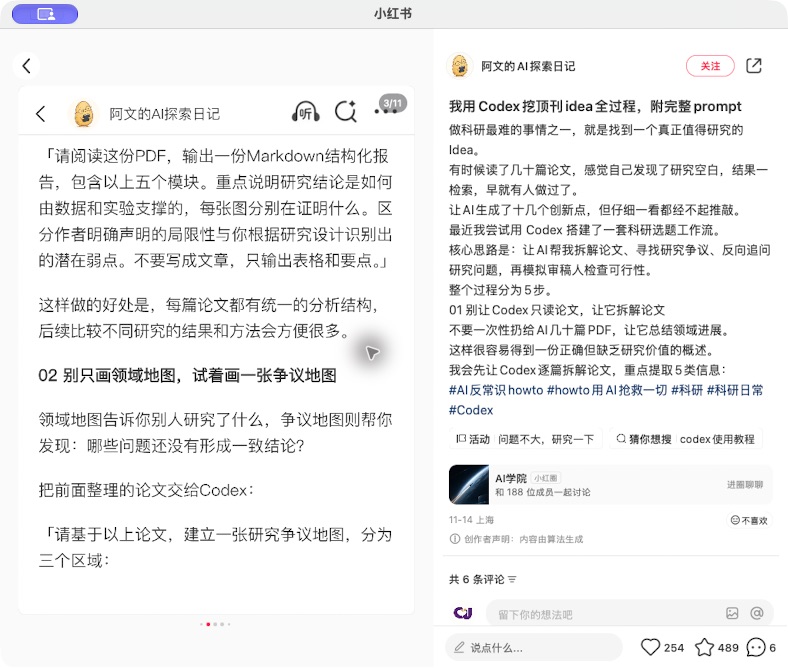 小红书
阿文的AI探索日记
听
3/11
「请阅读这份PDF，输出一份Markdown结构化报
告，包含以上五个模块。重点说明研究结论是如何
由数据和实验支撑的，每张图分别在证明什么。区
分作者明确声明的局限性与你根据研究设计识别出
的潜在弱点。不要写成文章，只输出表格和要点。」
这样做的好处是，每篇论文都有统一的分析结构，
后续比较不同研究的结果和方法会方便很多。
02 别只画领域地图，试着画一张争议地图
领域地图告诉你别人研究了什么，争议地图则帮你
发现：哪些问题还没有形成一致结论？
把前面整理的论文交给Codex：
「请基于以上论文，建立一张研究争议地图，分为
三个区域：
阿文的AI探索日记
关注
我用 Codex 挖顶刊 idea 全过程，附完整 prompt
做科研最难的事情之一，就是找到一个真正值得研究的
Idea。
有时候读了几十篇论文，感觉自己发现了研究空白，结果一
检索，早就有人做过了。
让AI生成了十几个创新点，但仔细一看都经不起推敲。
最近我尝试用 Codex 搭建了一套科研选题工作流。
核心思路是：让AI帮我拆解论文、寻找研究争议、反向追问
研究问题，再模拟审稿人检查可行性。
整个过程分为5步。
01 别让Codex只读论文，让它拆解论文
不要一次性扔给AI几十篇PDF，让它总结领域进展。
这样很容易得到一份正确但缺乏研究价值的概述。
我会先让Codex逐篇拆解论文，重点提取5类信息：
#AI反常识howto #howto用AI抢救一切 #科研 #科研日常
#Codex
活动 问题不大，研究一下
猜你想搜 codex使用教程
AI学院 小红圈
和 188 位成员一起讨论
进圈聊聊
11-14 上海
不喜欢
创作者声明：内容由算法生成
共 6 条评论
CJ
留下你的想法吧
@
说点什么...
254
489
6